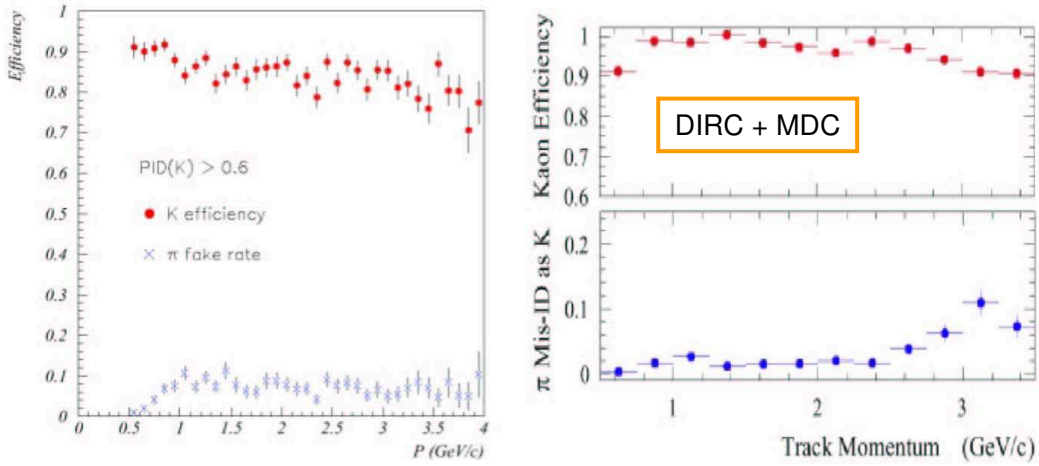 Efficiency
1
0.9
0.8
0.7
0.6
0.5
0.4
0.3
0.2
0.1
0
PID(K) > 0.6
K efficiency
π fake rate
0 0.5 1 1.5 2 2.5 3 3.5 4
P (GeV/c)
Kaon Efficiency
1
0.9
0.8
0.7
0.6
DIRC + MDC
π Mis-ID as K
0.2
0.1
0
1 2 3
Track Momentum (GeV/c)